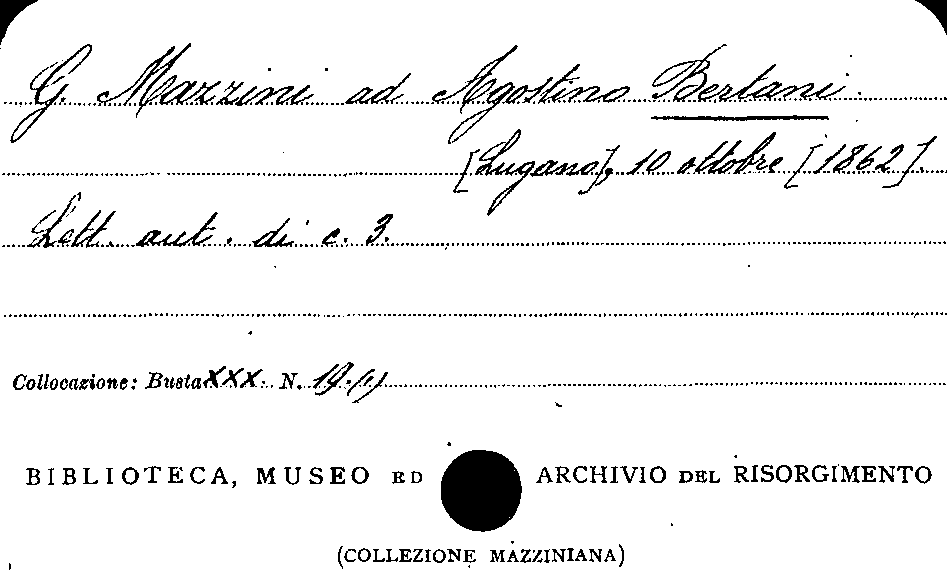 G. Mazzini ad Agostino Bertani.
[Lugano], 10 ottobre [1862].
Lett. aut. di c. 3.
Collocazione: Busta XXX. N. 19.(1)
BIBLIOTECA, MUSEO ED ARCHIVIO DEL RISORGIMENTO
(COLLEZIONE MAZZINIANA)